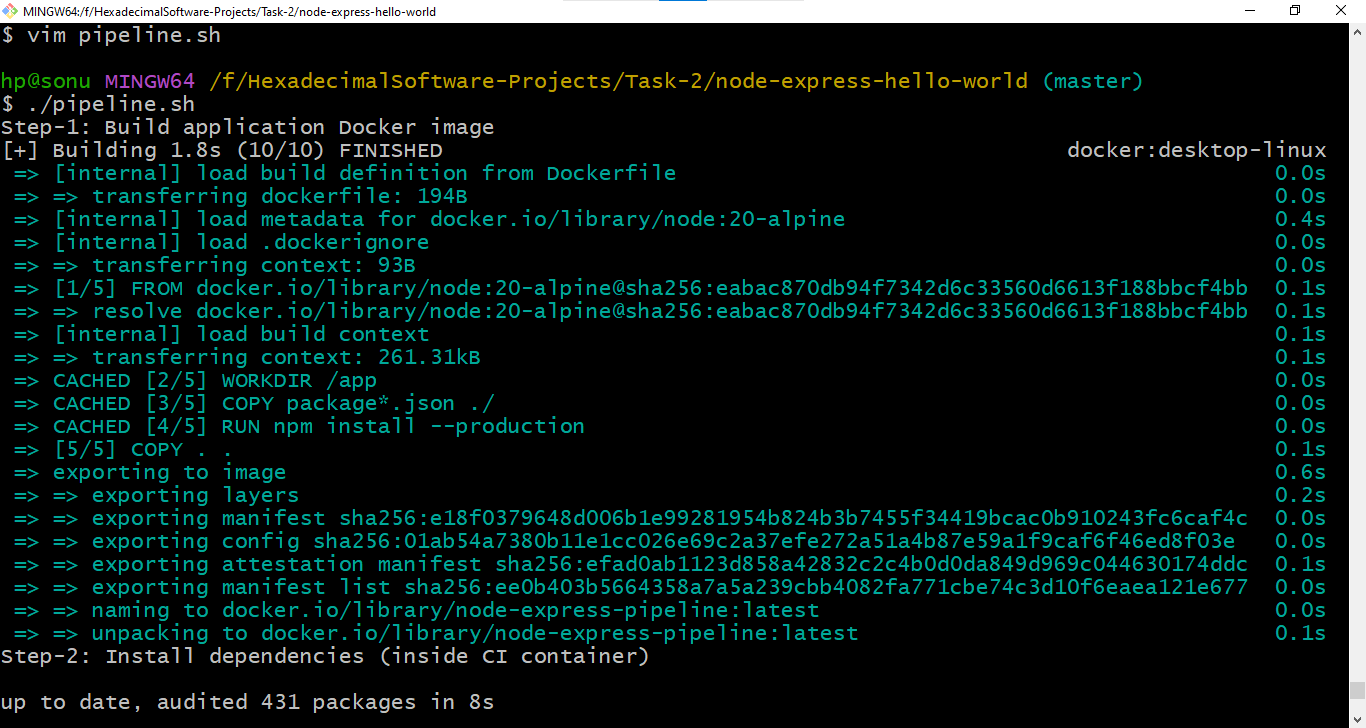 MINGW64:/f/HexadecimalSoftware-Projects/Task-2/node-express-hello-world
$ vim pipeline.sh
hp@sonu MINGW64 /f/HexadecimalSoftware-Projects/Task-2/node-express-hello-world (master)
$ ./pipeline.sh
Step-1: Build application Docker image
[+] Building 1.8s (10/10) FINISHED docker:desktop-linux
=> [internal] load build definition from Dockerfile 0.0s
=> => transferring dockerfile: 194B 0.0s
=> [internal] load metadata for docker.io/library/node:20-alpine 0.4s
=> [internal] load .dockerignore 0.0s
=> => transferring context: 93B 0.0s
=> [1/5] FROM docker.io/library/node:20-alpine@sha256:eabac870db94f7342d6c33560d6613f188bbcf4bb 0.1s
=> => resolve docker.io/library/node:20-alpine@sha256:eabac870db94f7342d6c33560d6613f188bbcf4bb 0.1s
=> [internal] load build context 0.1s
=> => transferring context: 261.31kB 0.1s
=> CACHED [2/5] WORKDIR /app 0.0s
=> CACHED [3/5] COPY package*.json ./ 0.0s
=> CACHED [4/5] RUN npm install --production 0.0s
=> [5/5] COPY . . 0.1s
=> exporting to image 0.6s
=> => exporting layers 0.2s
=> => exporting manifest sha256:e18f0379648d006b1e99281954b824b3b7455f34419bcac0b910243fc6caf4c 0.0s
=> => exporting config sha256:01ab54a7380b11e1cc026e69c2a37efe272a51a4b87e59a1f9caf6f46ed8f03e 0.0s
=> => exporting attestation manifest sha256:efad0ab1123d858a42832c2c4b0d0da849d969c044630174ddc 0.1s
=> => exporting manifest list sha256:ee0b403b5664358a7a5a239cbb4082fa771cbe74c3d10f6eaea121e677 0.0s
=> => naming to docker.io/library/node-express-pipeline:latest 0.0s
=> => unpacking to docker.io/library/node-express-pipeline:latest 0.1s
Step-2: Install dependencies (inside CI container)
up to date, audited 431 packages in 8s